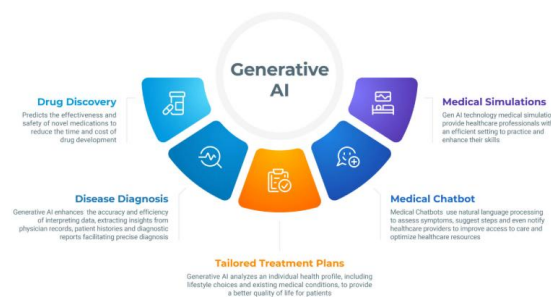 Generative
AI
Drug Discovery
Predicts the effectiveness and
safety of novel medications to
reduce the time and cost of
drug development
Medical Simulations
Gen AI technology medical simulatio
provide healthcare professionals with
an efficient setting to practice and
enhance their skills
Disease Diagnosis
Generative AI enhances the accuracy and efficiency
of interpreting data, extracting insights from
physician records, patient histories and diagnostic
reports facilitating precise diagnosis
Medical Chatbot
Medical Chatbots use natural language processing
to assess symptoms, suggest steps and even notify
healthcare providers to improve access to care and
optimize healthcare resources
Tailored Treatment Plans
Generative AI analyzes an individual health profile, including
lifestyle choices and existing medical conditions, to provide
a better quality of life for patients